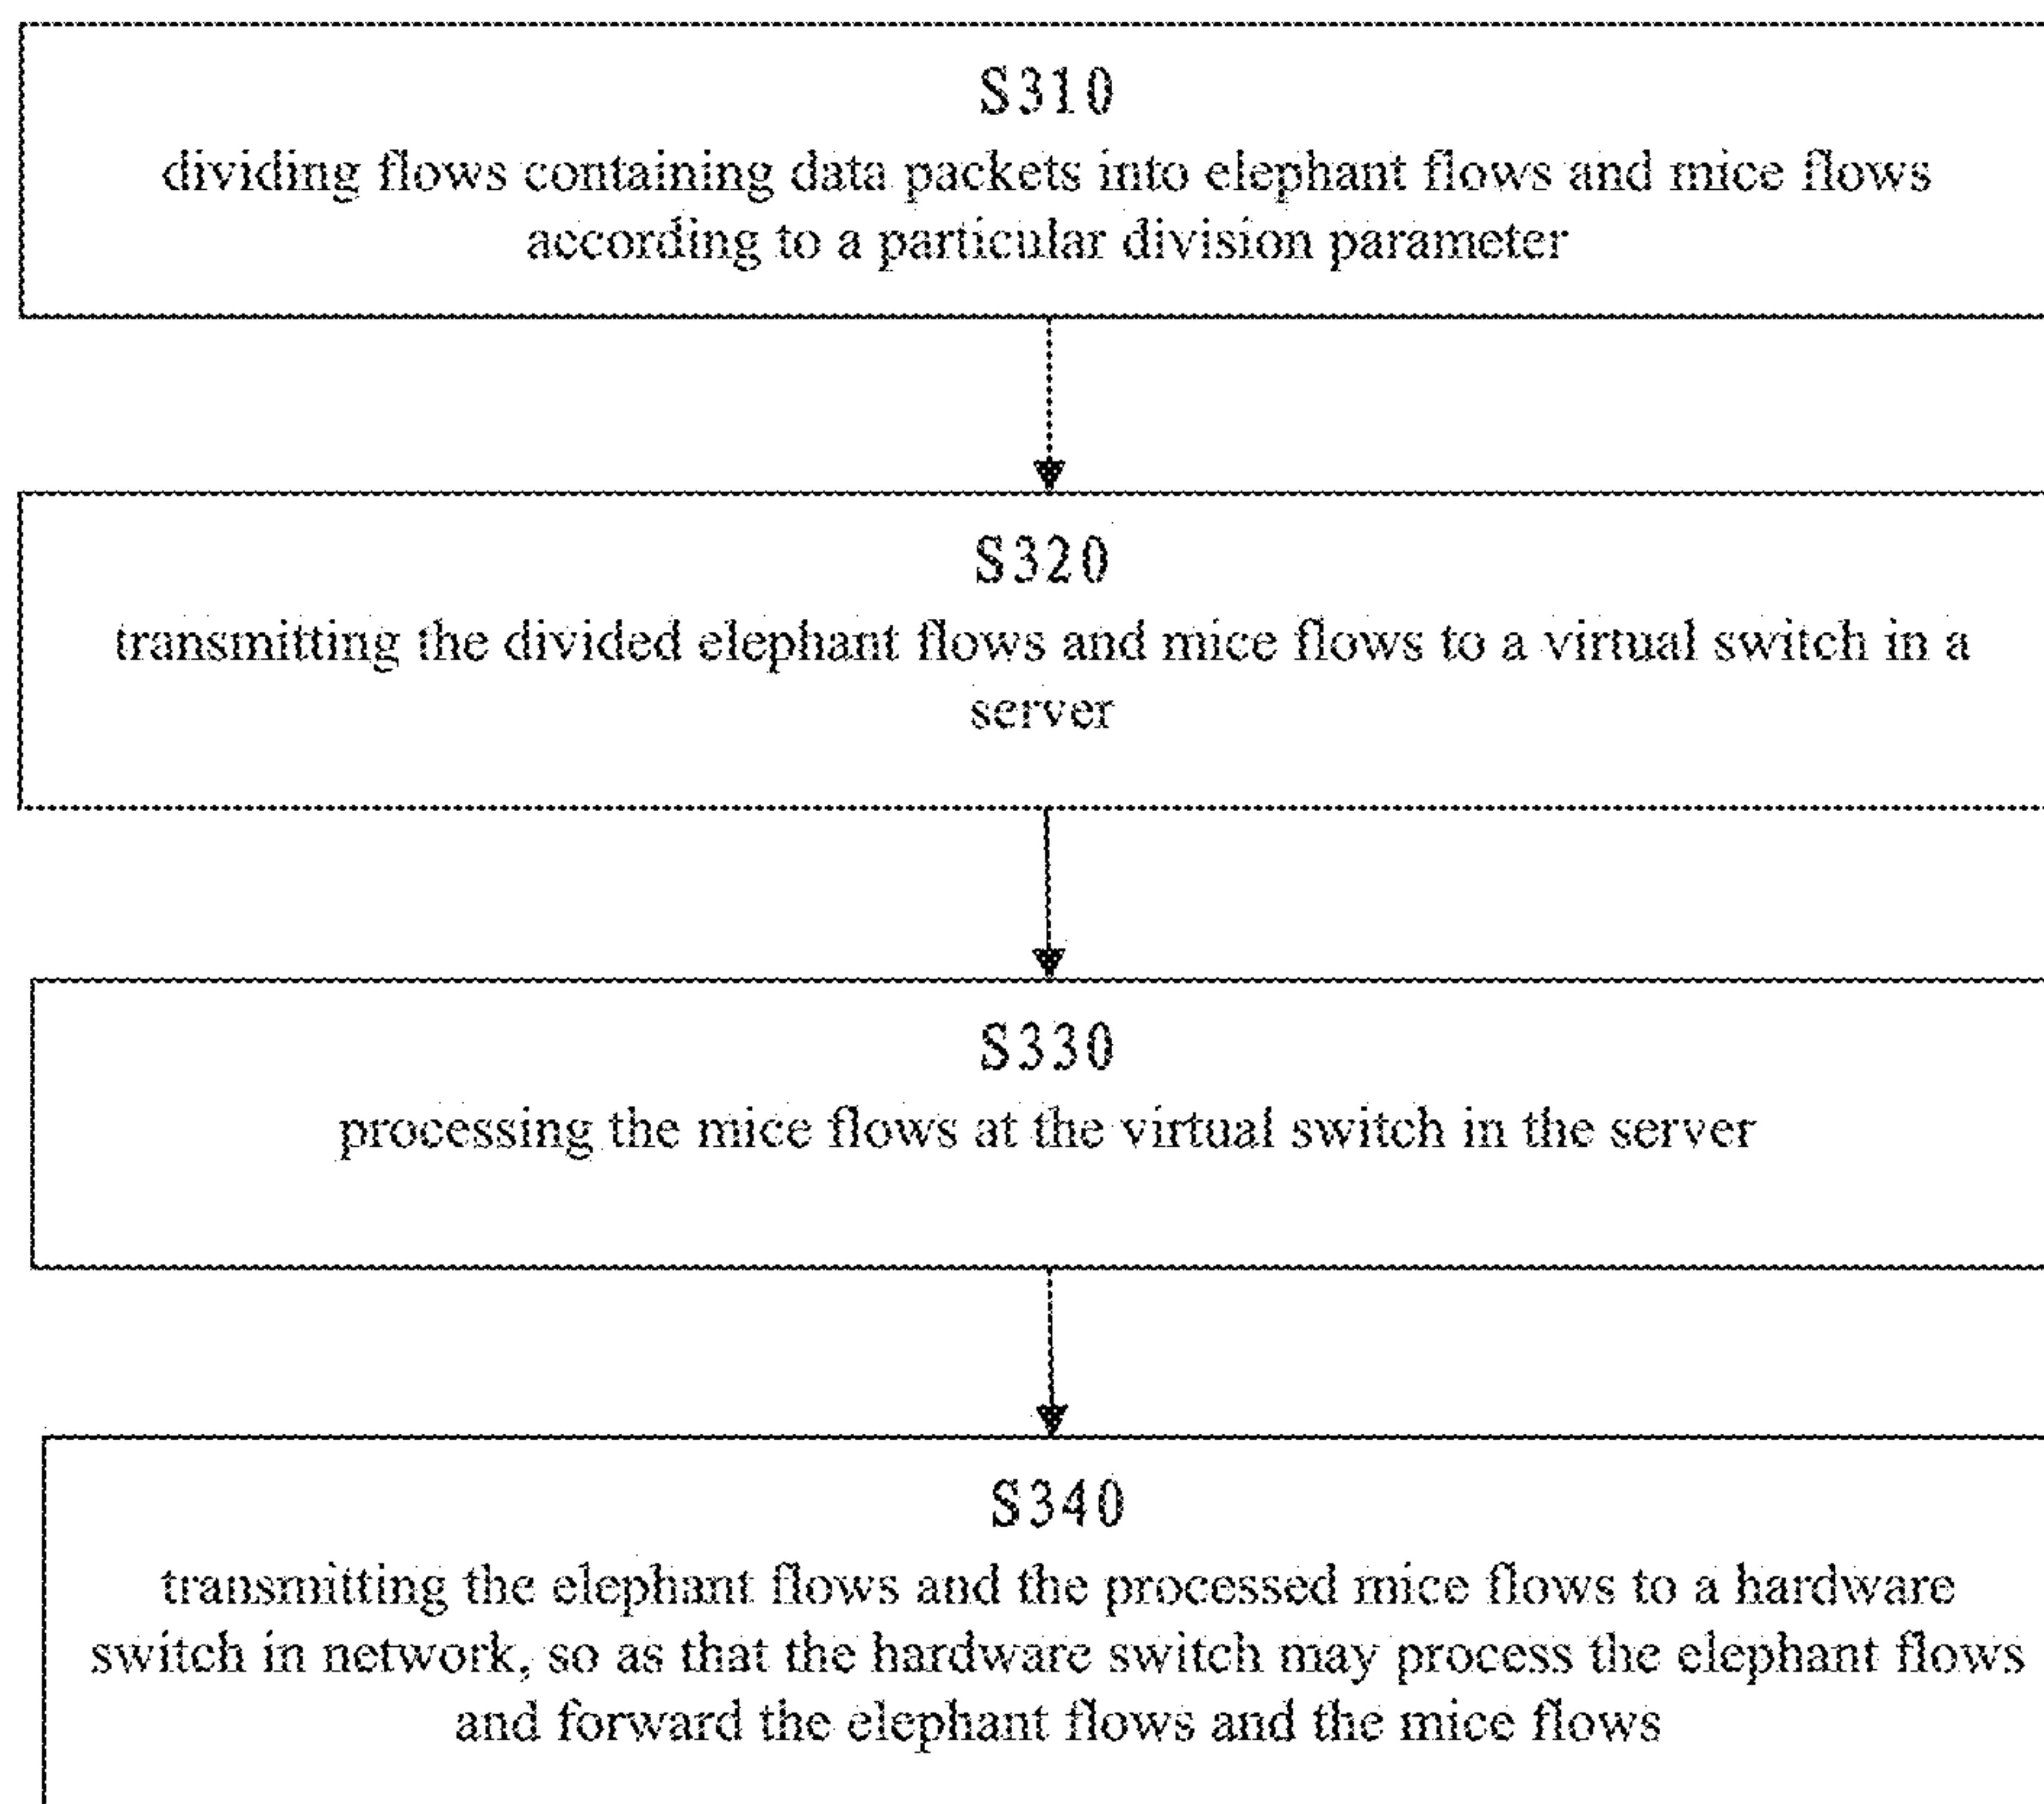 S310
dividing flows containing data packets into elephant flows and mice flows
according to a particular division parameter
S320
transmitting the divided elephant flows and mice flows to a virtual switch in a
server
S330
processing the mice flows at the virtual switch in the server
S340
transmitting the elephant flows and the processed mice flows to a hardware
switch in network, so as that the hardware switch may process the elephant flows
and forward the elephant flows and the mice flows